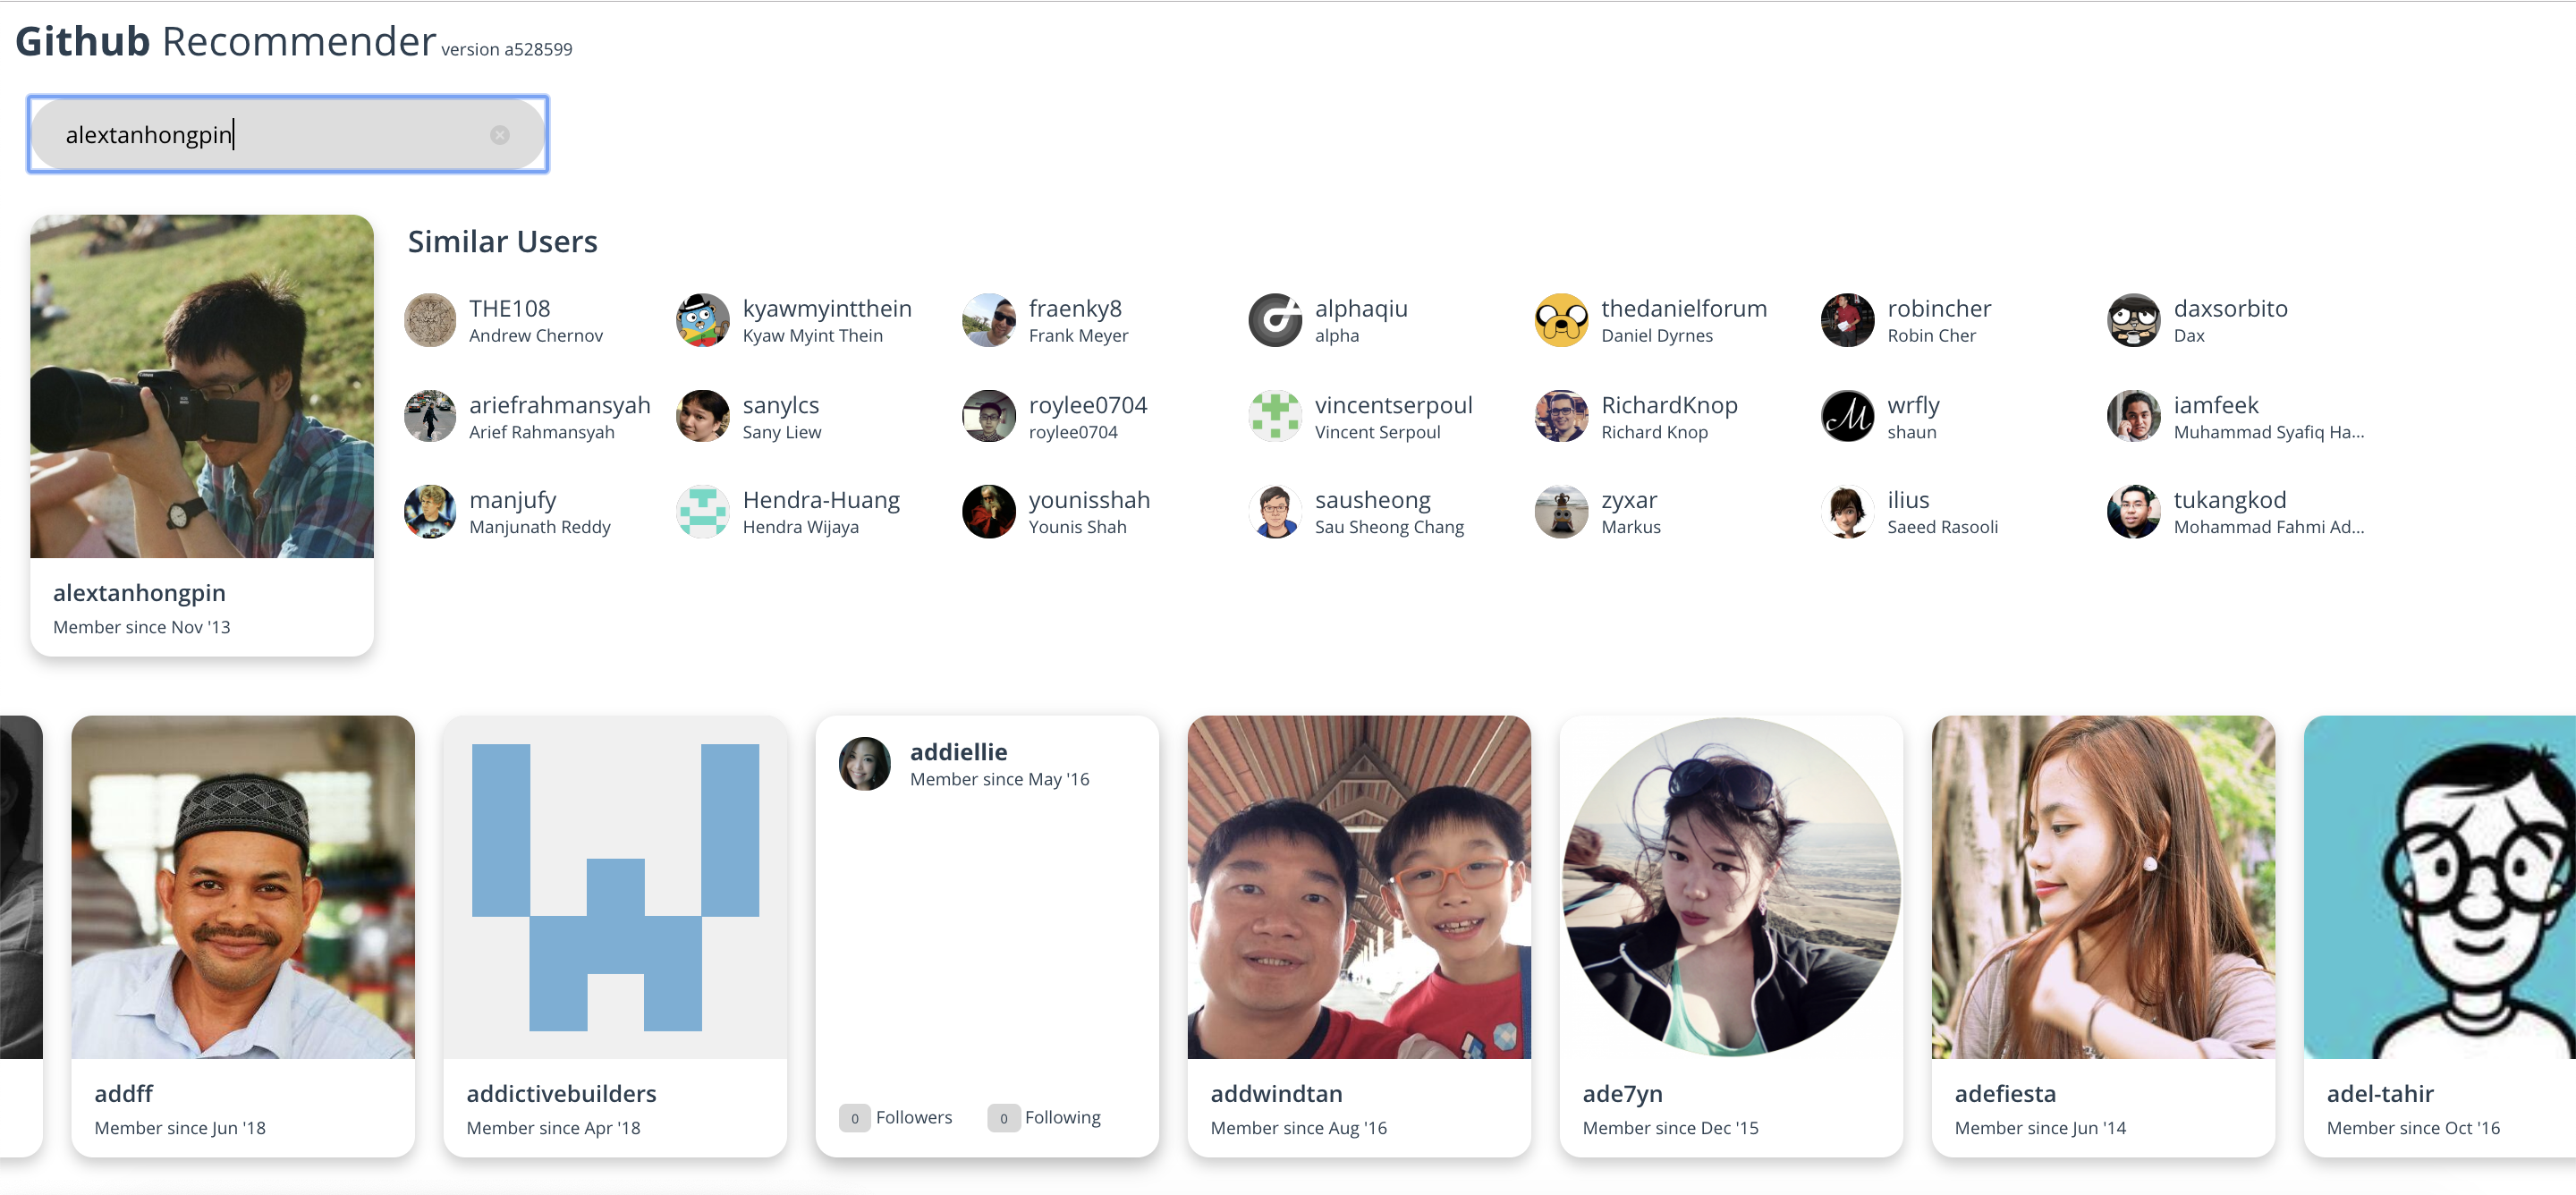 Github Recommender version a528599
alextanhongpin
Similar Users
THE108
Andrew Chernov
kyawmyintthein
Kyaw Myint Thein
fraenky8
Frank Meyer
alphaqiu
alpha
thedanielforum
Daniel Dyrnes
robincher
Robin Cher
daxsorbito
Dax
ariefrahmansyah
Arief Rahmansyah
sanylcs
Sany Liew
roylee0704
roylee0704
vincentserpoul
Vincent Serpoul
RichardKnop
Richard Knop
wrfly
shaun
iamfeek
Muhammad Syafiq Ha...
manjufy
Manjunath Reddy
Hendra-Huang
Hendra Wijaya
younisshah
Younis Shah
sausheong
Sau Sheong Chang
zyxar
Markus
ilius
Saeed Rasooli
tukangkod
Mohammad Fahmi Ad...
alextanhongpin
Member since Nov '13
addff
Member since Jun '18
addictivebuilders
Member since Apr '18
addiellie
Member since May '16
0 Followers 0 Following
addwindtan
Member since Aug '16
ade7yn
Member since Dec '15
adefiesta
Member since Jun '14
adel-tahir
Member since Oct '16